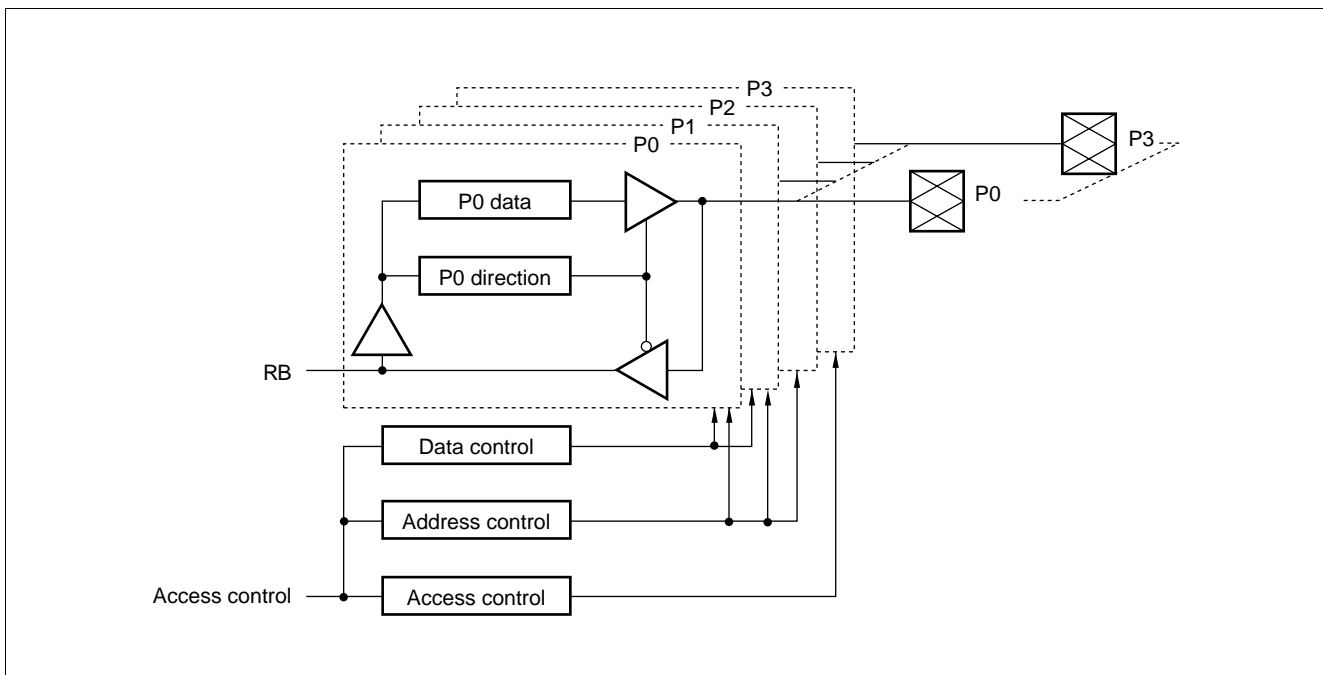 P3
P2
P1
P0
P3
P0 data
P0
P0 direction
RB
Data control
Address control
Access control
Access control